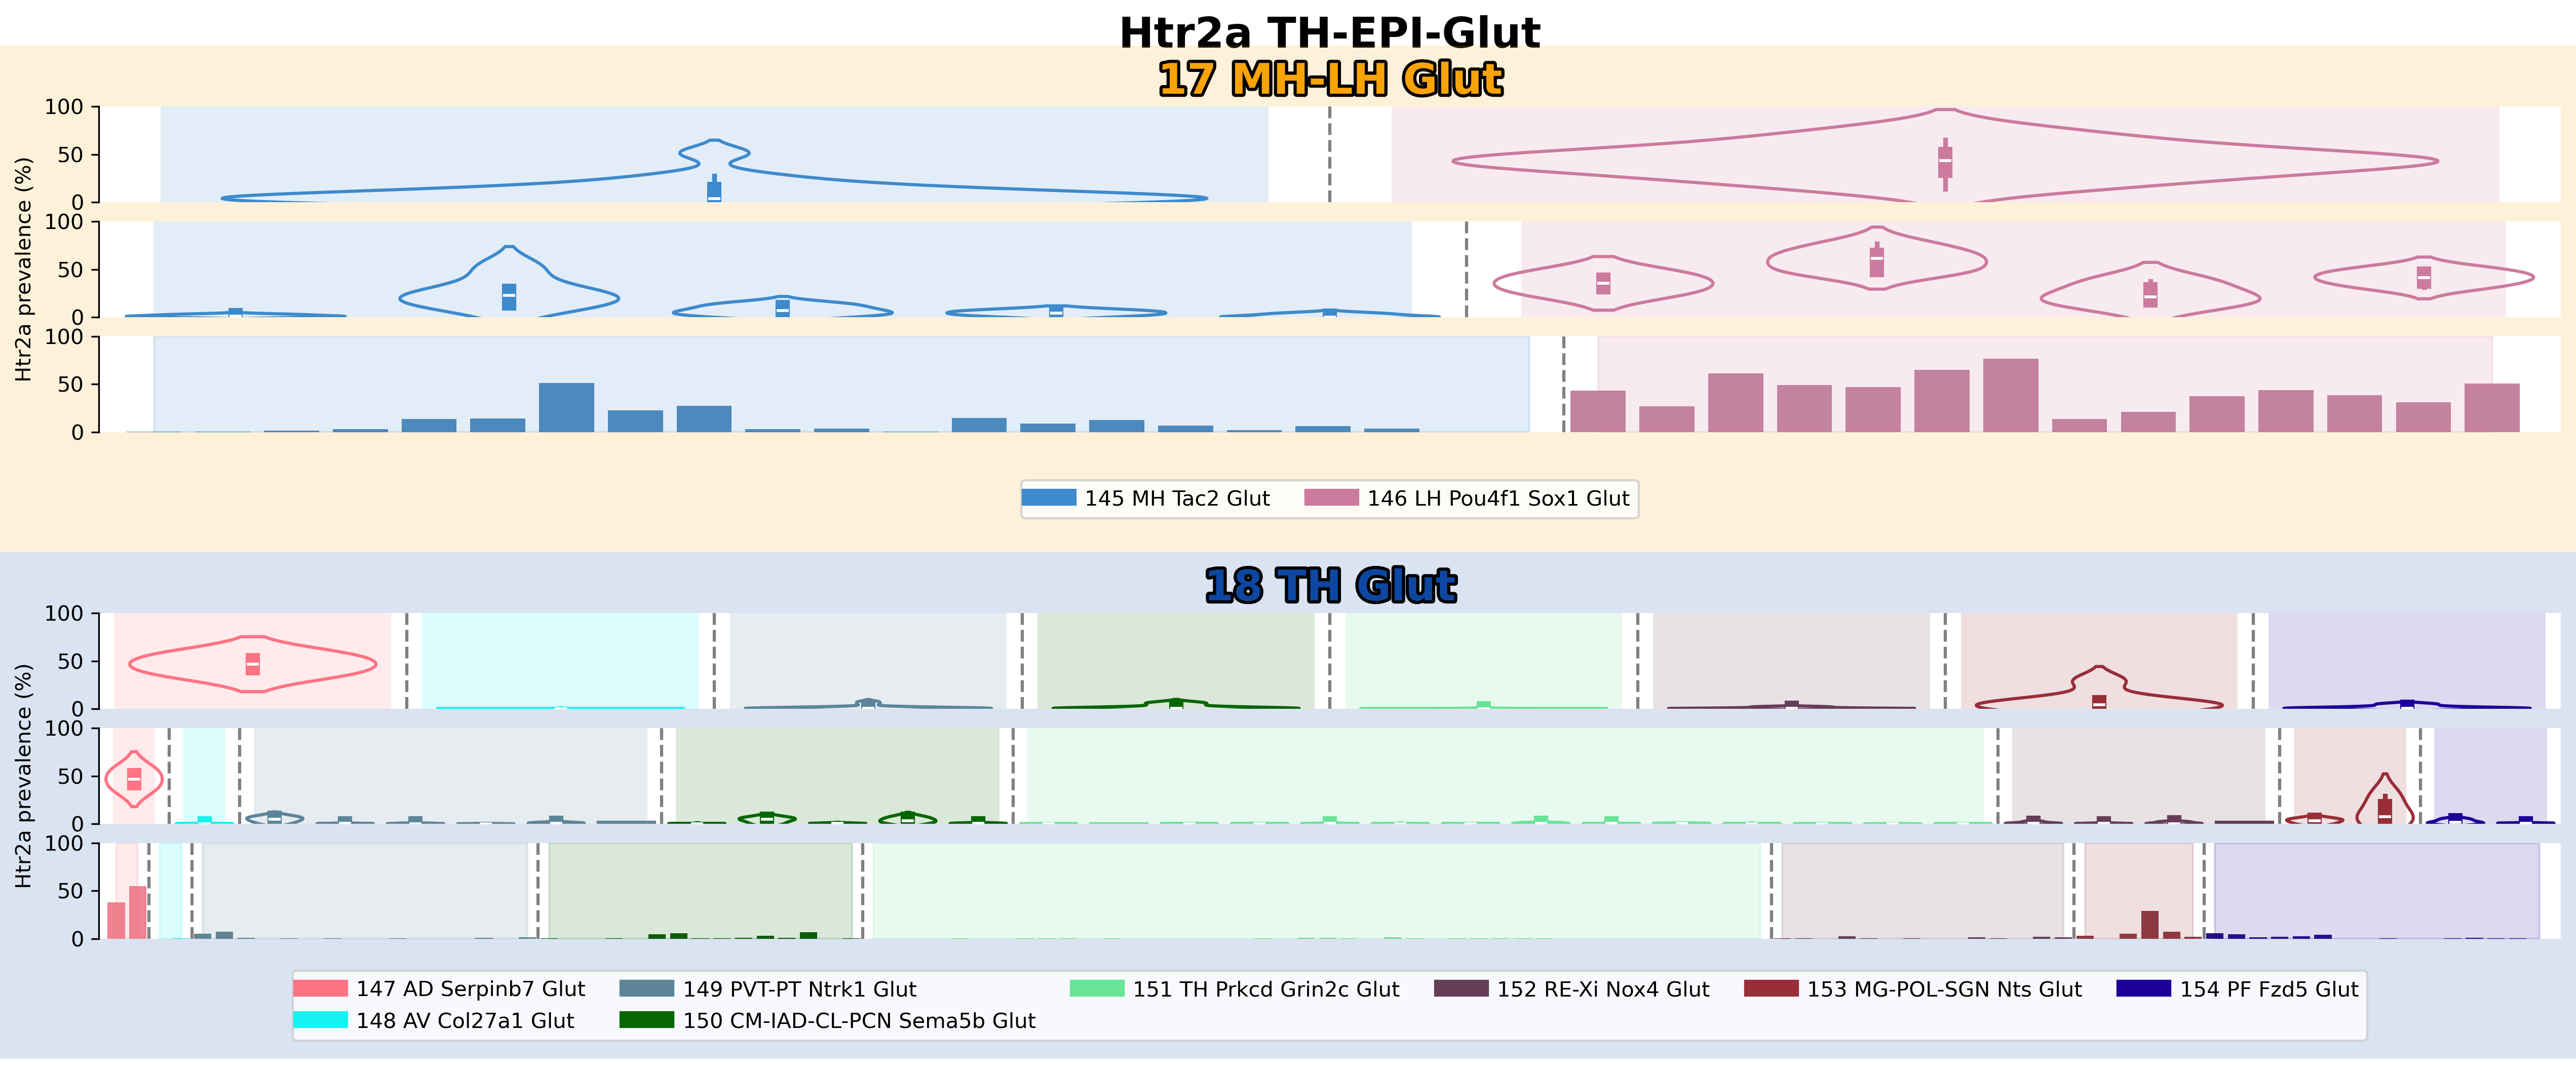 Htr2a TH-EPI-Glut
17 MH-LH Glut
Htr2a prevalence (%)
100
50
0
100
50
0
100
50
0
145 MH Tac2 Glut
146 LH Pou4f1 Sox1 Glut
18 TH Glut
Htr2a prevalence (%)
100
50
0
100
50
0
100
50
0
147 AD Serpinb7 Glut
148 AV Col27a1 Glut
149 PVT-PT Ntrk1 Glut
150 CM-IAD-CL-PCN Sema5b Glut
151 TH Prkcd Grin2c Glut
152 RE-Xi Nox4 Glut
153 MG-POL-SGN Nts Glut
154 PF Fzd5 Glut